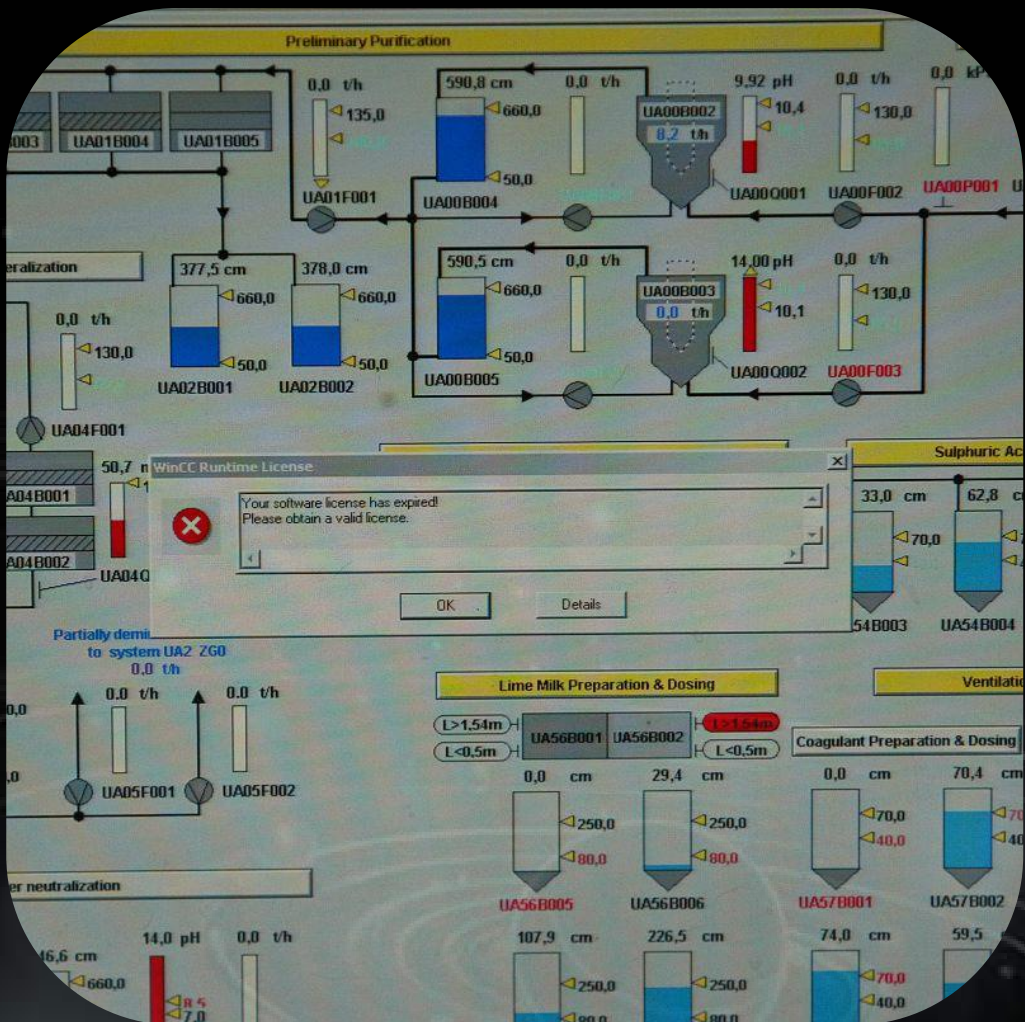 Preliminary Purification
0,0 t/h
590,8 cm
0,0 t/h
9,92 pH
0,0 t/h
0,0
135,0
660,0
UA00B002
8,2 t/h
10,4
130,0
UA01B004
UA01B005
50,0
UA01F001
UA00B004
UA00Q001
UA00F002
UA00P001
377,5 cm
378,0 cm
590,5 cm
0,0 t/h
14,00 pH
0,0 t/h
660,0
660,0
660,0
UA00B003
0,0 t/h
10,1
130,0
0,0 t/h
130,0
50,0
50,0
50,0
UA02B001
UA02B002
UA00B005
UA00Q002
UA00F003
UA04F001
Sulphuric Ac
50,7
WinCC Runtime License
Your software license has expired!
Please obtain a valid license.
OK
Details
A04B001
A04B002
UA04Q
33,0 cm
62,8
70,0
54B003
UA54B004
Partially demi
to system UA2 ZG0
0,0 t/h
0.0 t/h
0.0 t/h
UA05F001
UA05F002
Lime Milk Preparation & Dosing
Ventilatio
L>1,54m
UA56B001
UA56B002
L>1,54m
L<0,5m
L<0,5m
Coagulant Preparation & Dosing
0,0 cm
29,4 cm
0,0 cm
70,4 cm
250,0
250,0
70,0
80,0
80,0
40,0
UA56B005
UA56B006
UA57B001
UA57B002
er neutralization
14,0 pH
0,0 t/h
107,9 cm
226,5 cm
74,0 cm
59,5
46,6 cm
660,0
8,5
7,0
250,0
250,0
70,0
40,0
80,0
80,0